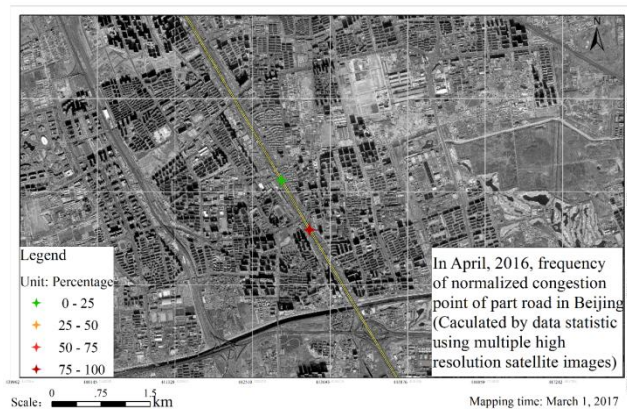 N
Legend
Unit: Percentage
0 - 25
25 - 50
50 - 75
75 - 100
In April, 2016, frequency
of normalized congestion
point of part road in Beijing
(Caculated by data statistic
using multiple high
resolution satellite images)
Scale: 0 .75 1.5 km
Mapping time: March 1, 2017